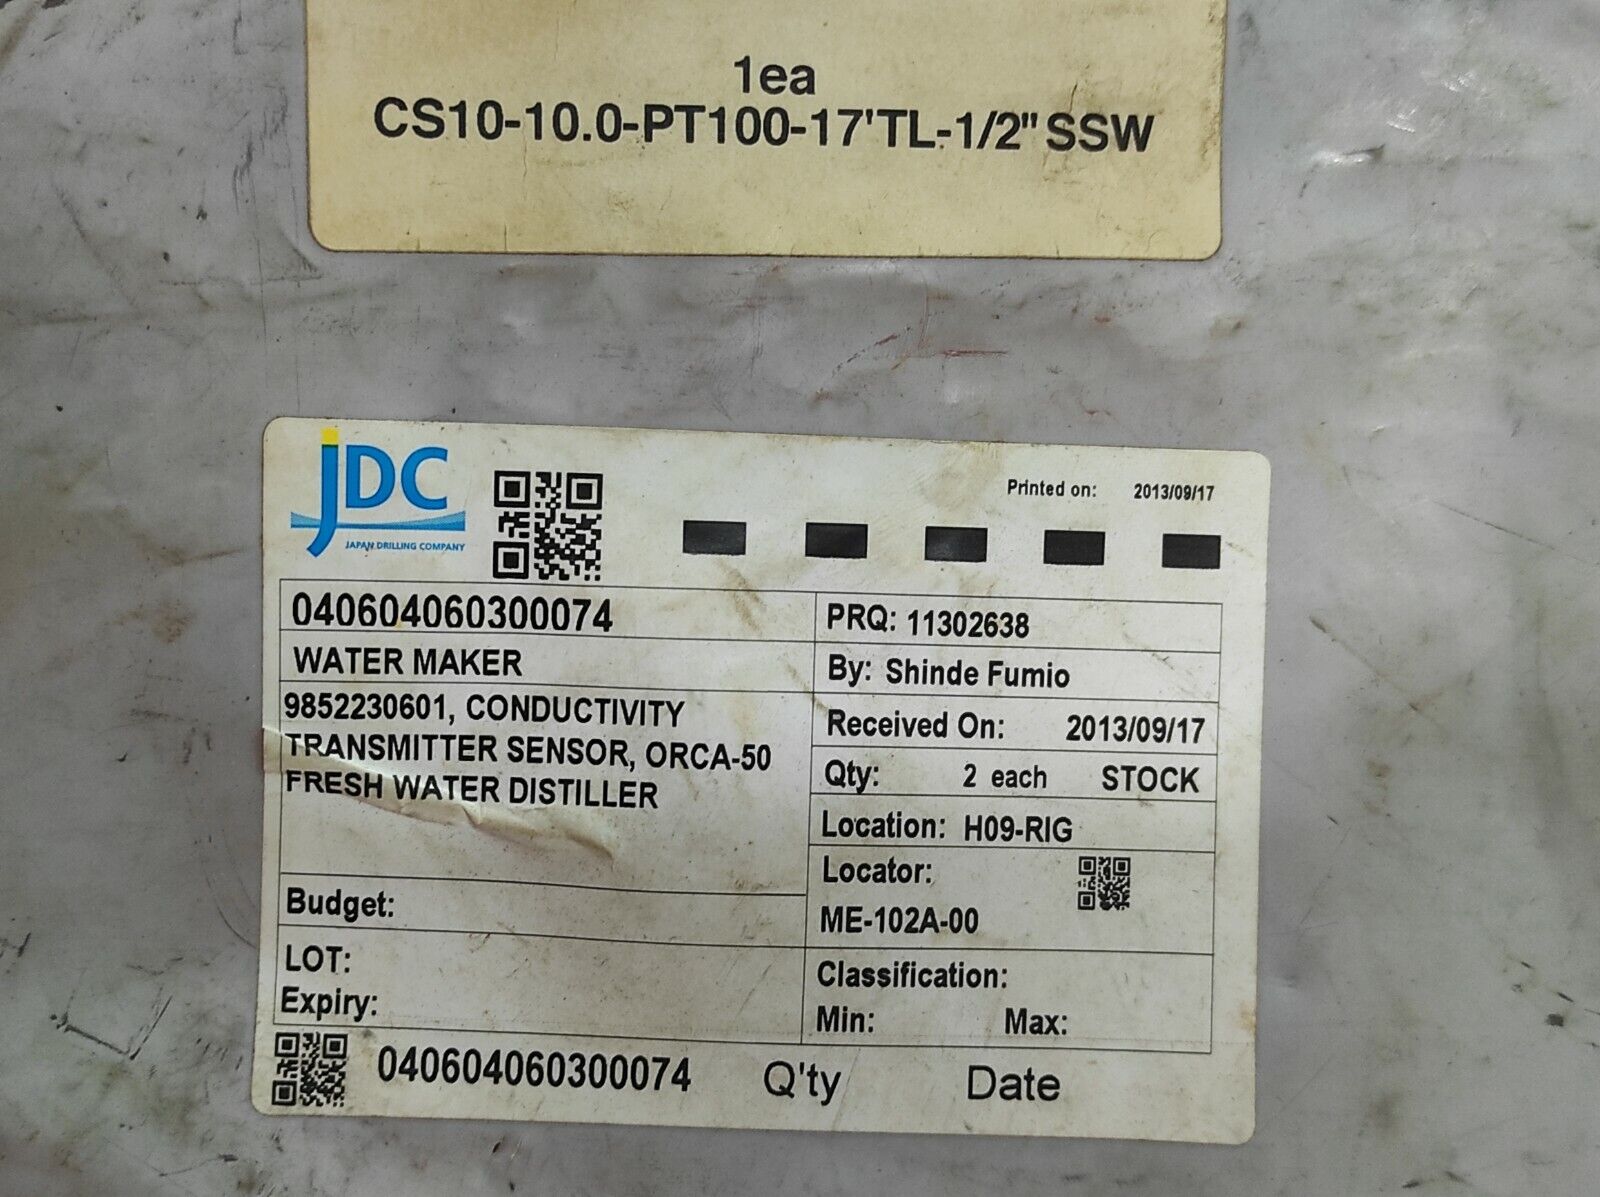 1ea
CS10-10.0-PT100-17'TL-1/2" SSW
JDC
JAPAN DRILLING COMPANY
Printed on: 2013/09/17
040604060300074
WATER MAKER
9852230601, CONDUCTIVITY
TRANSMITTER SENSOR, ORCA-50
FRESH WATER DISTILLER
Budget:
LOT:
Expiry:
PRQ: 11302638
By: Shinde Fumio
Received On: 2013/09/17
Qty: 2 each STOCK
Location: H09-RIG
Locator:
ME-102A-00
Classification:
Min: Max:
040604060300074 Q'ty Date